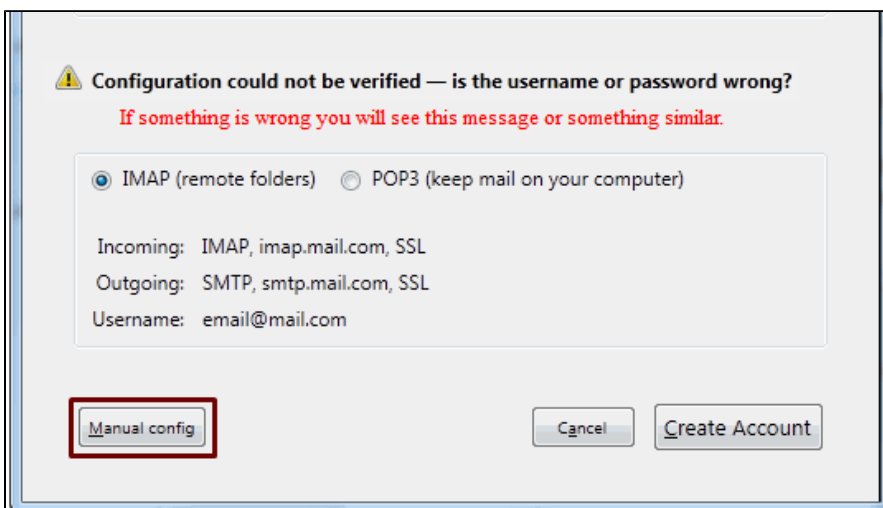 Configuration could not be verified — is the username or password wrong?
If something is wrong you will see this message or something similar.
IMAP (remote folders) POP3 (keep mail on your computer)
Incoming: IMAP, imap.mail.com, SSL
Outgoing: SMTP, smtp.mail.com, SSL
Username: email@mail.com
Manual config Cancel Create Account